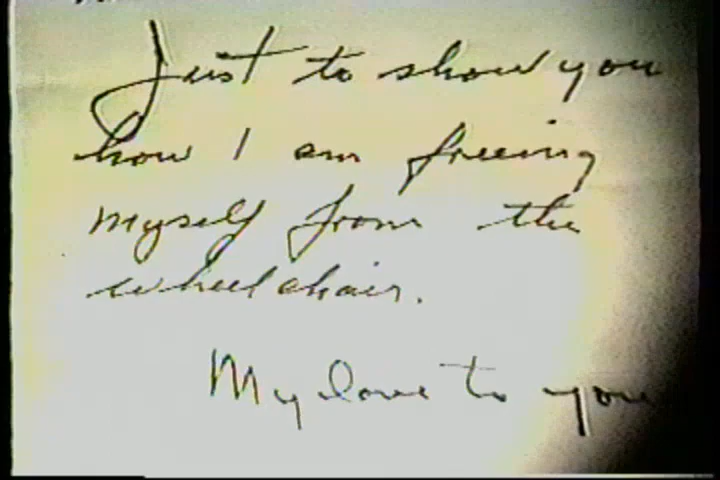 Just to show you
how I am freeing
myself from the
wheelchair.
My love to you